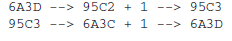 6A3D --> 95C2 + 1 --> 95C3
95C3 --> 6A3C + 1 --> 6A3D